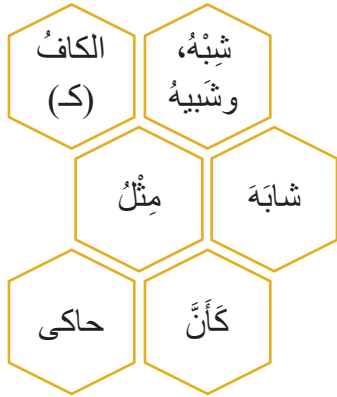 شِبْهُ،
وشَبيهُ
الكافُ
(كـ)
شابَهَ
مِثْلُ
كَأَنَّ
حاكى